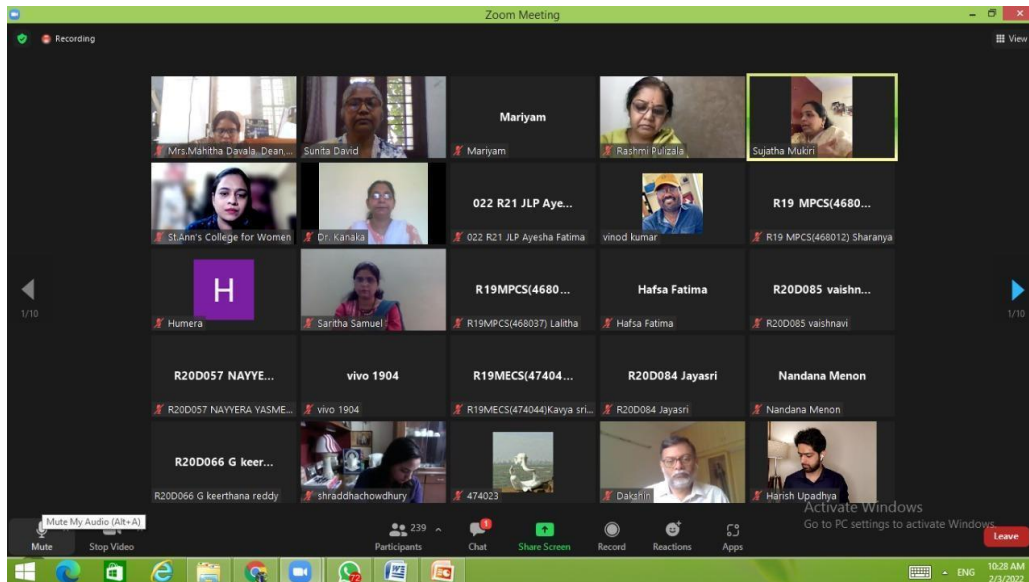 Zoom Meeting
Recording
View
Mrs.Mahitha Davala, Dean,...
Sunita David
Mariyam
Mariyam
Rashmi Pulizala
Sujatha Mukiri
St.Ann's College for Women
Dr. Kanaka
022 R21 JLP Aye...
022 R21 JLP Ayesha Fatima
vinod kumar
R19 MPCS(4680...
R19 MPCS(468012) Sharanya
1/10
H
Humera
Saritha Samuel
R19MPCS(4680...
R19MPCS(468037) Lalitha
Hafsa Fatima
Hafsa Fatima
R20D085 vaishn...
R20D085 vaishnavi
1/10
R20D057 NAYYE...
R20D057 NAYYERA YASME...
vivo 1904
vivo 1904
R19MECS(47404...
R19MECS(474044)Kavya sri...
R20D084 Jayasri
R20D084 Jayasri
Nandana Menon
Nandana Menon
R20D066 G keer...
R20D066 G keerthana reddy
shraddhachowdhury
474023
Dakshin
Harish Upadhya
Activate Windows
Go to PC settings to activate Windows.
Mute My Audio (Alt+A)
Mute
Stop Video
239
Participants
1
Chat
Share Screen
Record
Reactions
Apps
Leave
72
ENG
10:28 AM
2/3/2022